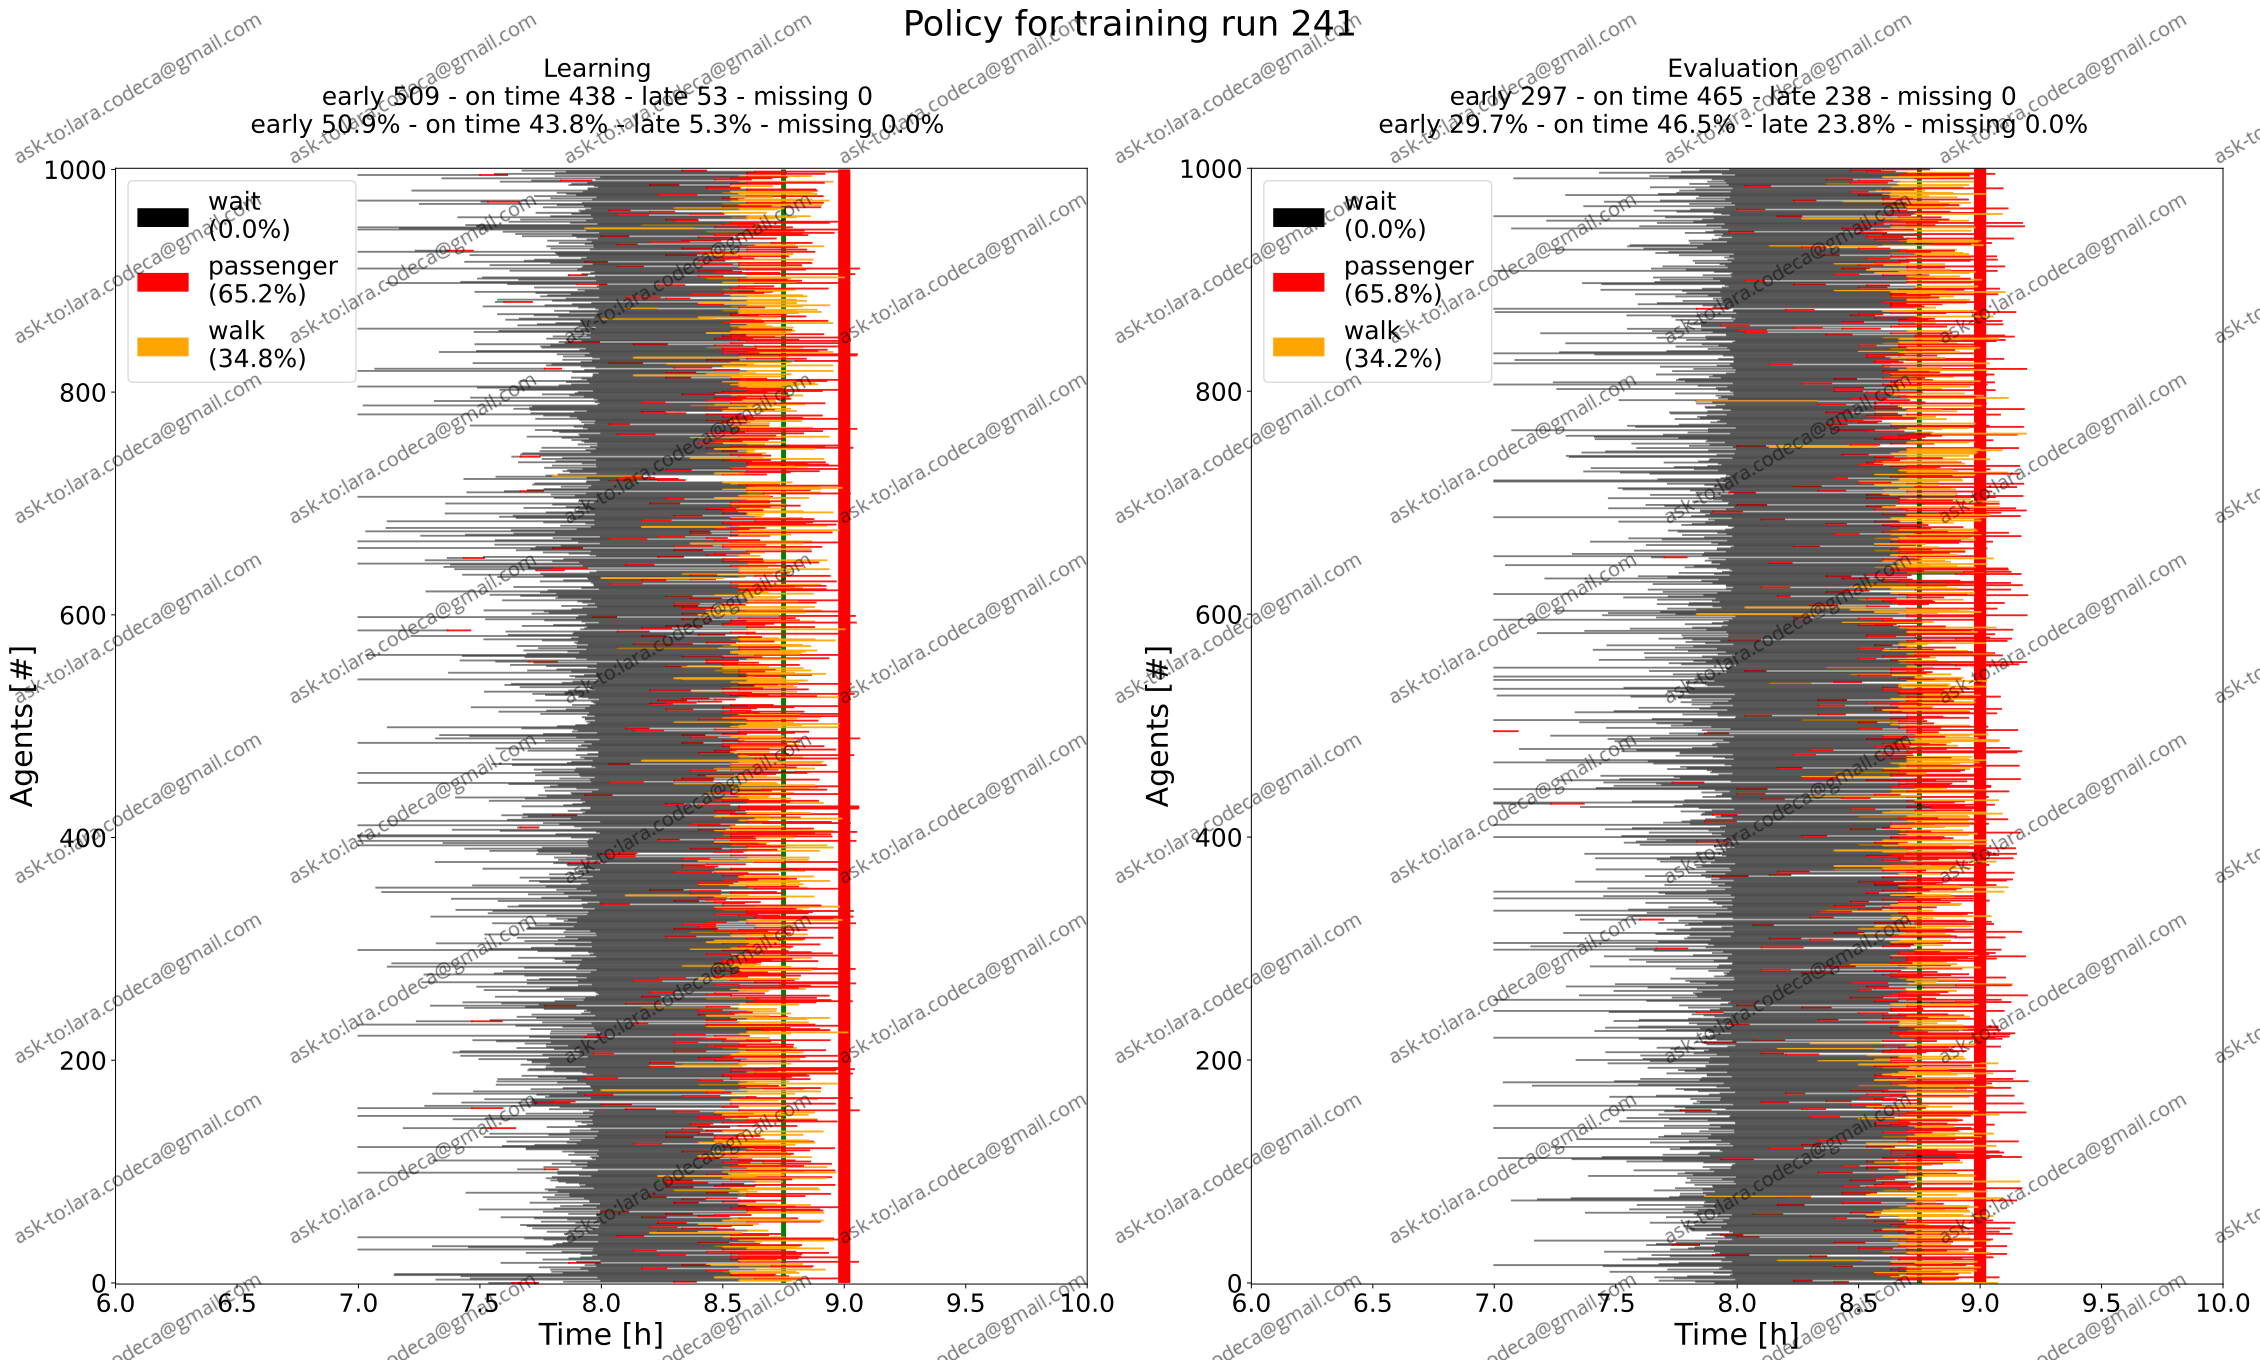 Policy for training run 241
Learning
early 509 - on time 438 - late 53 - missing 0
early 50.9% - on time 43.8% - late 5.3% - missing 0.0%
1000
800
600
400
200
0
Agents [#]
wait
(0.0%)
passenger
(65.2%)
walk
(34.8%)
6.0 6.5 7.0 7.5 8.0 8.5 9.0 9.5 10.0
Time [h]
Evaluation
early 297 - on time 465 - late 238 - missing 0
early 29.7% - on time 46.5% - late 23.8% - missing 0.0%
1000
800
600
400
200
0
Agents [#]
wait
(0.0%)
passenger
(65.8%)
walk
(34.2%)
6.0 6.5 7.0 7.5 8.0 8.5 9.0 9.5 10.0
Time [h]
ask-to:lara.codeca@gmail.com